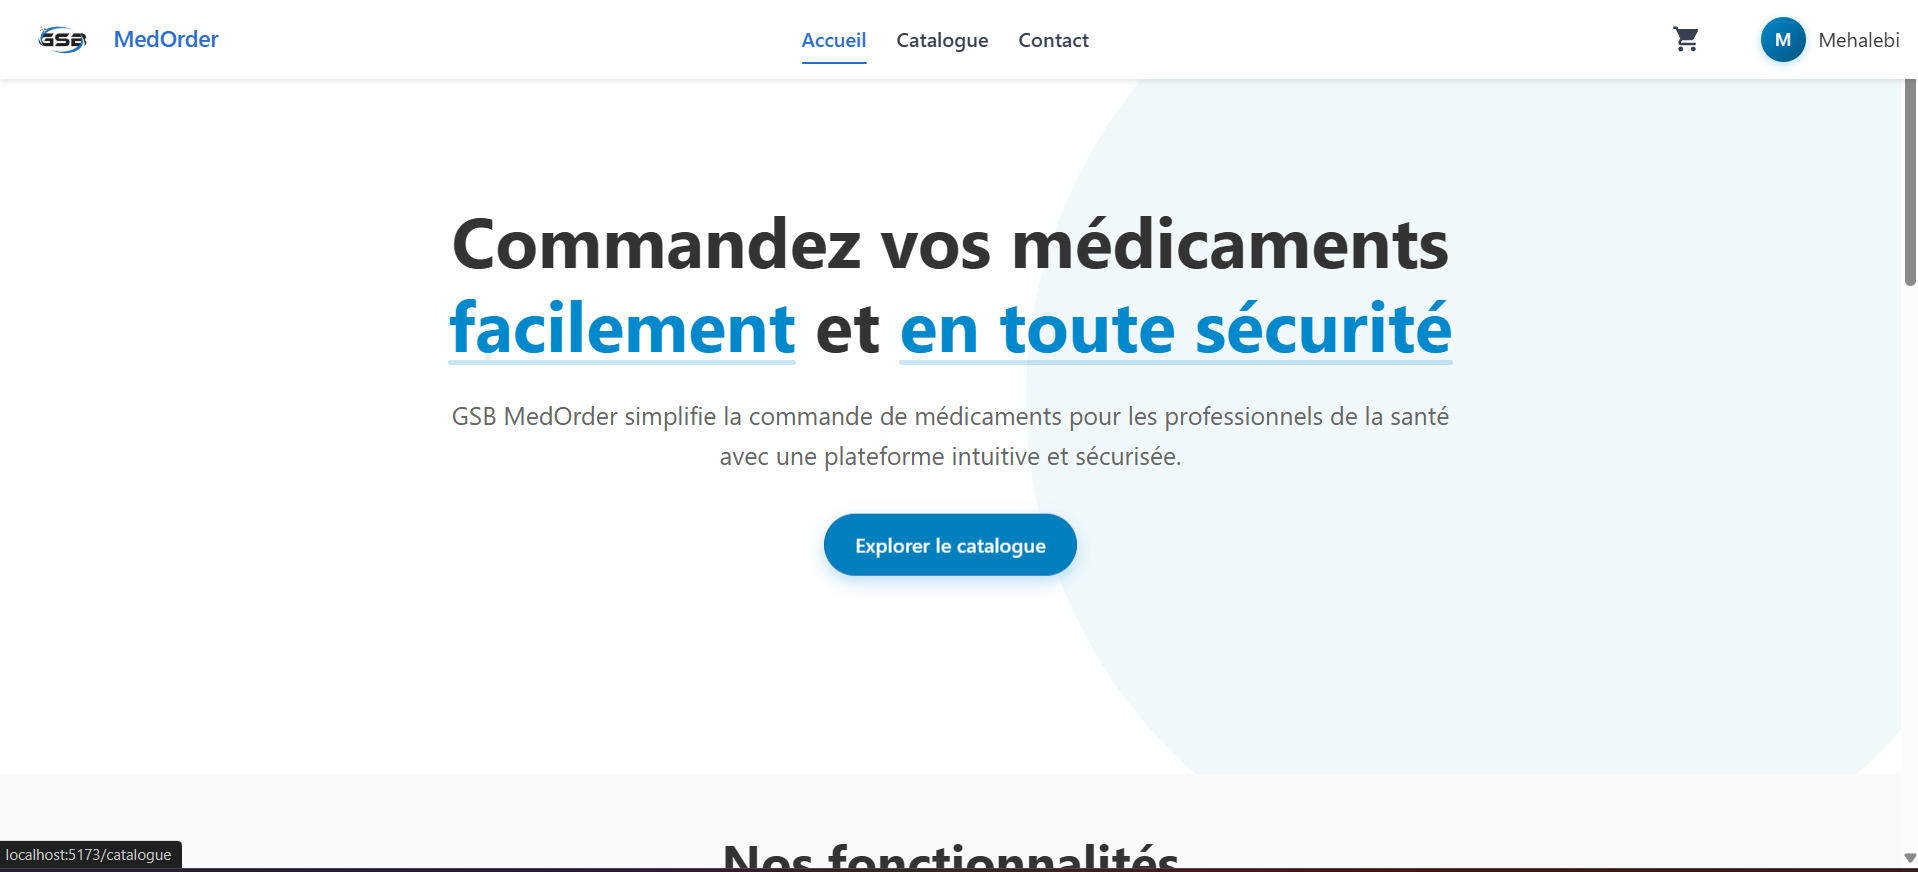 GSB MedOrder Accueil Catalogue Contact M Mehalebi
Commandez vos médicaments
facilement et en toute sécurité
GSB MedOrder simplifie la commande de médicaments pour les professionnels de la santé
avec une plateforme intuitive et sécurisée.
Explorer le catalogue
Nos fonctionnalités
localhost:5173/catalogue